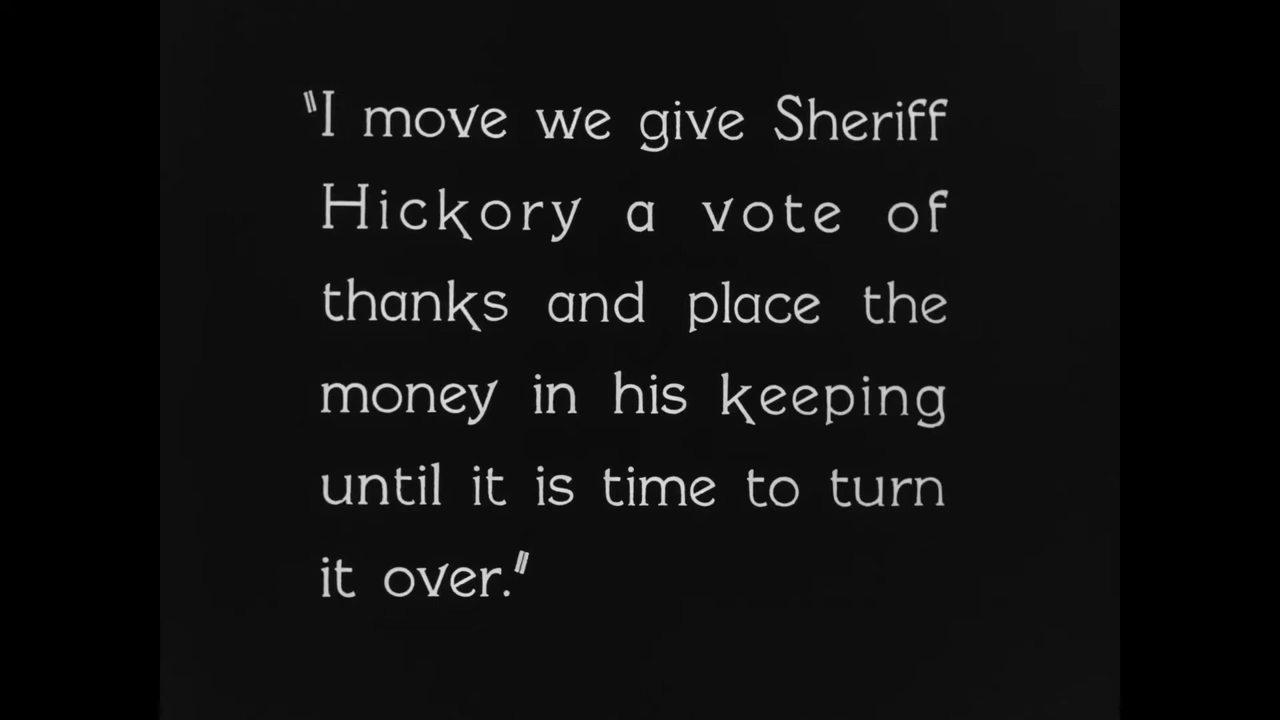 "I move we give Sheriff
Hickory a vote of
thanks and place the
money in his keeping
until it is time to turn
it over."